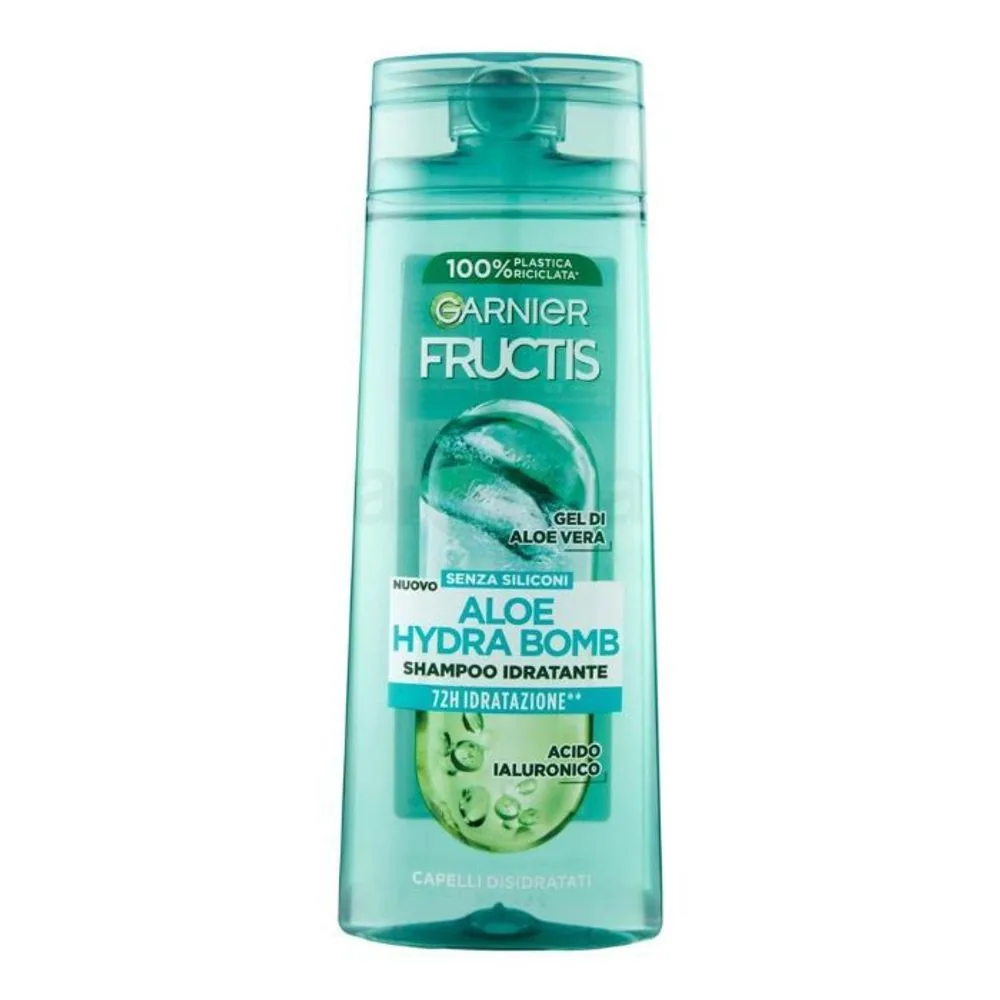 100% PLASTICA
RICICLATA*
GARNIER
FRUCTIS
GEL DI
ALOE VERA
SENZA SILICONI
NUOVO
ALOE
HYDRA BOMB
SHAMPOO IDRATANTE
72H IDRATAZIONE**
ACIDO
IALURONICO
CAPELLI DISIDRATATI